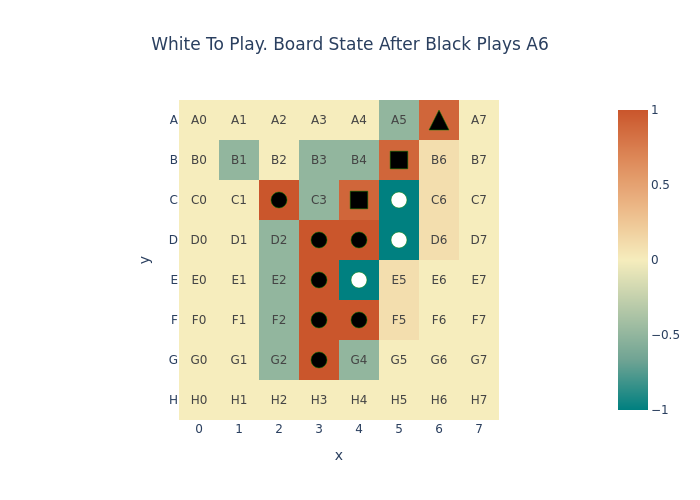 White To Play. Board State After Black Plays A6
A A0 A1 A2 A3 A4 A5 A7
B B0 B1 B2 B3 B4 B6 B7
C C0 C1 C3 C6 C7
D D0 D1 D2 D6 D7
E E0 E1 E2 E5 E6 E7
F F0 F1 F2 F5 F6 F7
G G0 G1 G2 G4 G5 G6 G7
H H0 H1 H2 H3 H4 H5 H6 H7
0 1 2 3 4 5 6 7
x
y
1
0.5
0
−0.5
−1